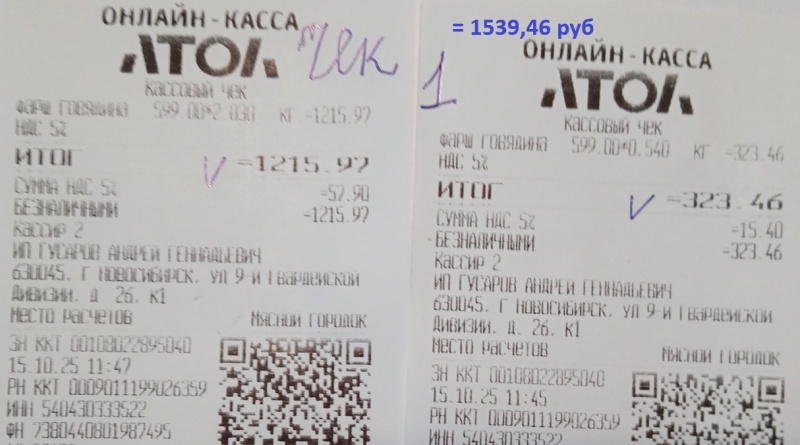 ОНЛАЙН-КАССА
АТОЛ
Чек
КАССОВЫЙ ЧЕК
ФАРШ ГОВЯДИНА 599.00*2.030 КГ =1215.97
НДС 5%
ИТОГ =1215.97
СУММА НДС 5% =57.90
БЕЗНАЛИЧНЫМИ =1215.97
Кассир 2
ИП ГУСАРОВ АНДРЕЙ ГЕННАДЬЕВИЧ
630045, Г НОВОСИБИРСК, УЛ 9-Й ГВАРДЕЙСКОЙ
ДИВИЗИИ, Д. 26, К1
МЕСТО РАСЧЕТОВ МЯСНОЙ ГОРОДОК
ЗН ККТ 00108022895040
15.10.25 11:47
РН ККТ 0009011199026359
ИНН 540430333522
ФН 7380440801987495
= 1539,46 руб
1
ОНЛАЙН-КАССА
АТОЛ
КАССОВЫЙ ЧЕК
ФАРШ ГОВЯДИНА 599.00*0.540 КГ =323.46
НДС 5%
ИТОГ =323.46
СУММА НДС 5% =15.40
БЕЗНАЛИЧНЫМИ =323.46
Кассир 2
ИП ГУСАРОВ АНДРЕЙ ГЕННАДЬЕВИЧ
630045, Г НОВОСИБИРСК, УЛ 9-Й ГВАРДЕЙСКОЙ
ДИВИЗИИ, Д. 26, К1
МЕСТО РАСЧЕТОВ МЯСНОЙ ГОРОДОК
ЗН ККТ 00108022895040
15.10.25 11:45
РН ККТ 0009011199026359
ИНН 540430333522